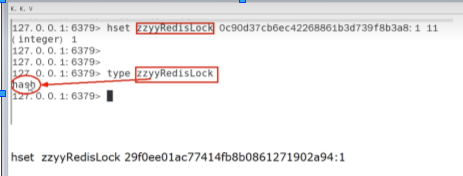 K. K. V
127. 0. 0. 1: 6379> hset zzyyRedisLock 0c90d37cb6ec42268861b3d739f8b3a8: 1 11
(integer) 1
127. 0. 0. 1: 6379>
127. 0. 0. 1: 6379>
127. 0. 0. 1: 6379> type zzyyRedisLock
hash
127. 0. 0. 1: 6379>
hset zzyyRedisLock 29f0ee01ac77414fb8b0861271902a94:1